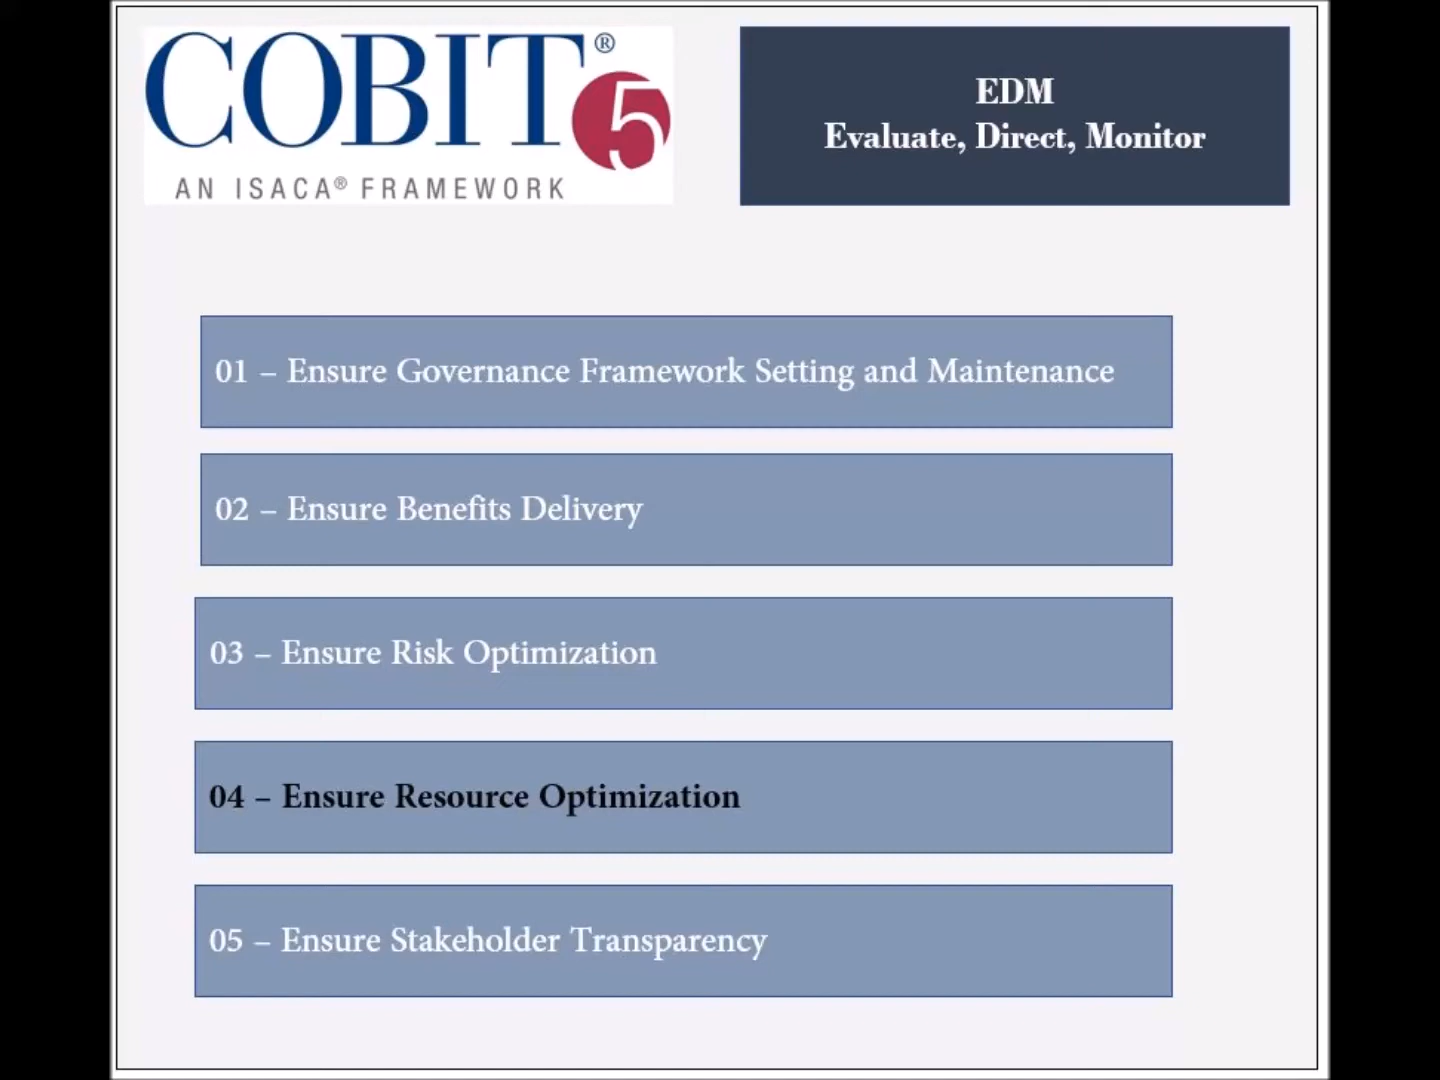 COBIT® 5
AN ISACA® FRAMEWORK
EDM
Evaluate, Direct, Monitor
01 – Ensure Governance Framework Setting and Maintenance
02 – Ensure Benefits Delivery
03 – Ensure Risk Optimization
04 – Ensure Resource Optimization
05 – Ensure Stakeholder Transparency